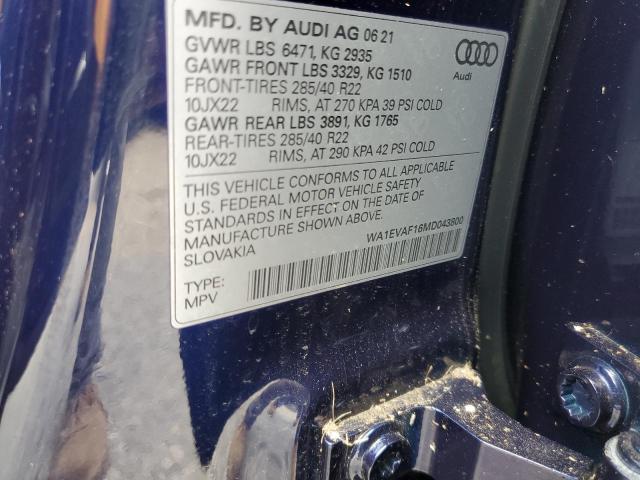 MFD. BY AUDI AG 06 21
GVWR LBS 6471, KG 2935
GAWR FRONT LBS 3329, KG 1510
FRONT-TIRES 285/40 R22
10JX22 RIMS, AT 270 KPA 39 PSI COLD
GAWR REAR LBS 3891, KG 1765
REAR-TIRES 285/40 R22
10JX22 RIMS, AT 290 KPA 42 PSI COLD
Audi
THIS VEHICLE CONFORMS TO ALL APPLICABLE
U.S. FEDERAL MOTOR VEHICLE SAFETY
STANDARDS IN EFFECT ON THE DATE OF
MANUFACTURE SHOWN ABOVE.
SLOVAKIA
WA1EVAF16MD043800
TYPE:
MPV